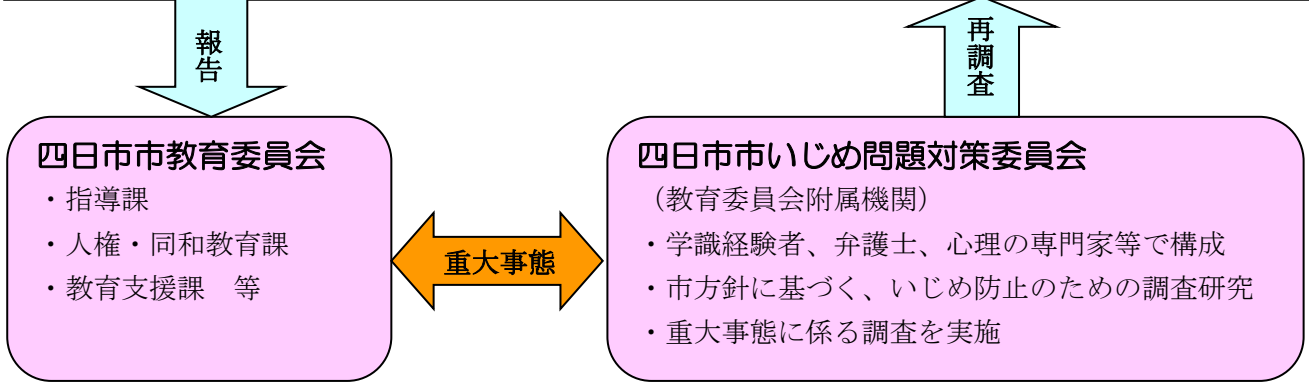 報告
再調査
四日市市教育委員会
・指導課
・人権・同和教育課
・教育支援課　等
重大事態
四日市市いじめ問題対策委員会
（教育委員会附属機関）
・学識経験者、弁護士、心理の専門家等で構成
・市方針に基づく、いじめ防止のための調査研究
・重大事態に係る調査を実施